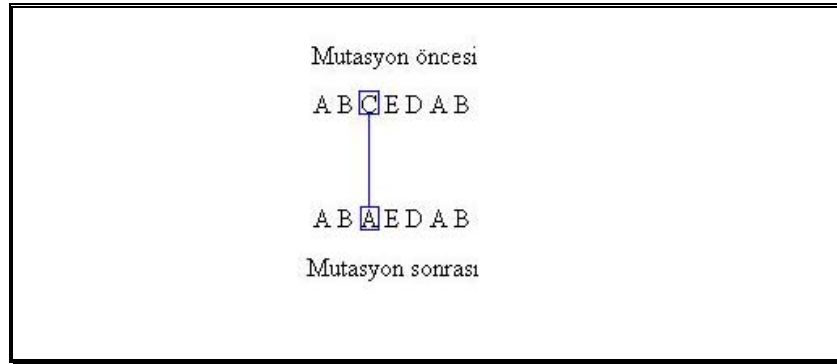 Mutasyon öncesi
A B C E D A B
A B A E D A B
Mutasyon sonrası